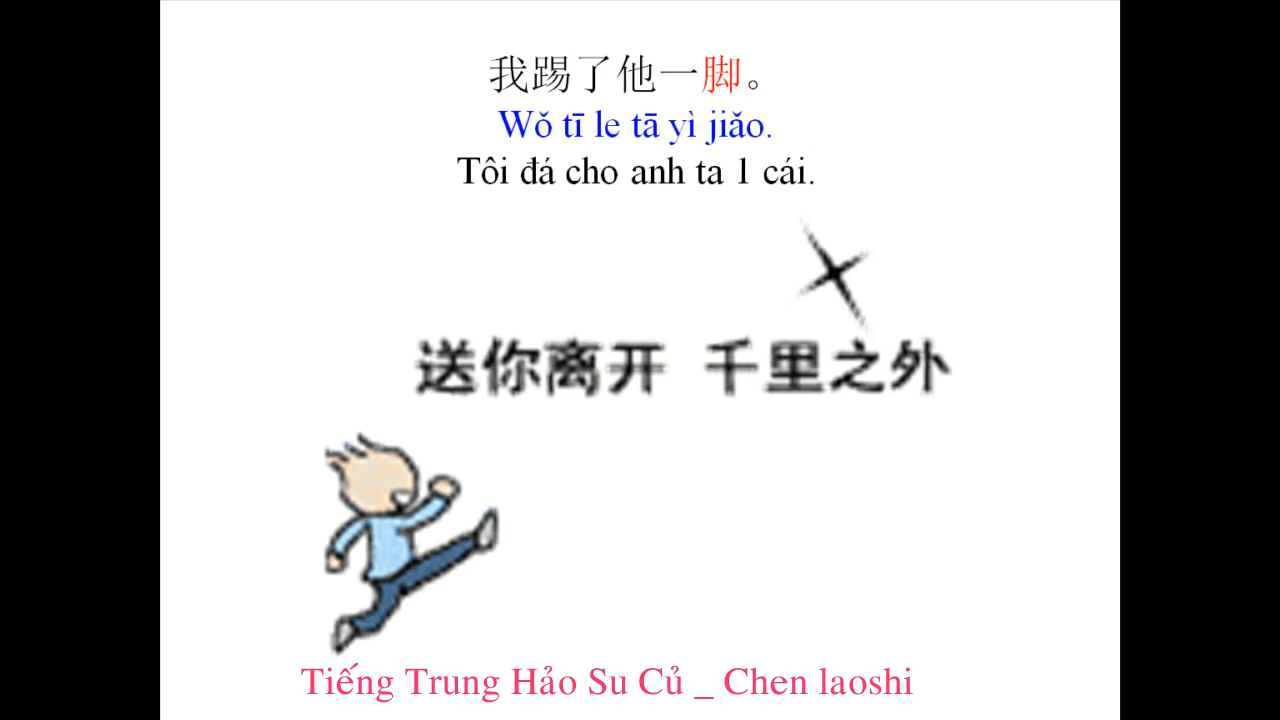 我踢了他一脚。
Wǒ tī le tā yì jiǎo.
Tôi đá cho anh ta 1 cái.
送你离开 千里之外
Tiếng Trung Hảo Su Củ _ Chen laoshi